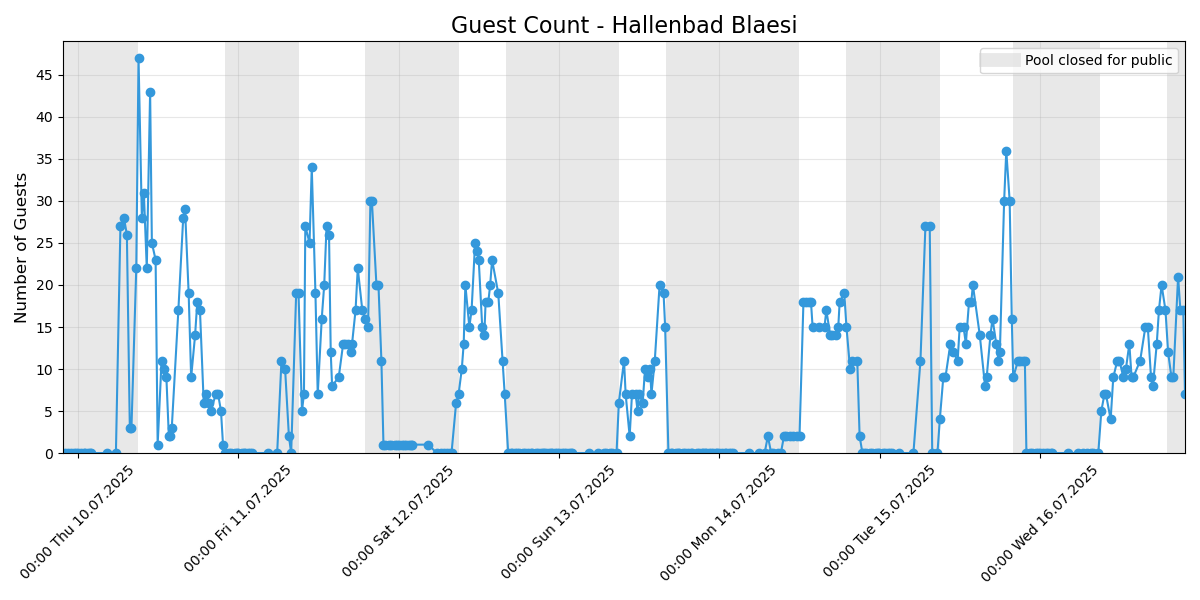 Guest Count - Hallenbad Blaesi
Pool closed for public
Number of Guests
45
40
35
30
25
20
15
10
5
0
00:00 Thu 10.07.2025
00:00 Fri 11.07.2025
00:00 Sat 12.07.2025
00:00 Sun 13.07.2025
00:00 Mon 14.07.2025
00:00 Tue 15.07.2025
00:00 Wed 16.07.2025